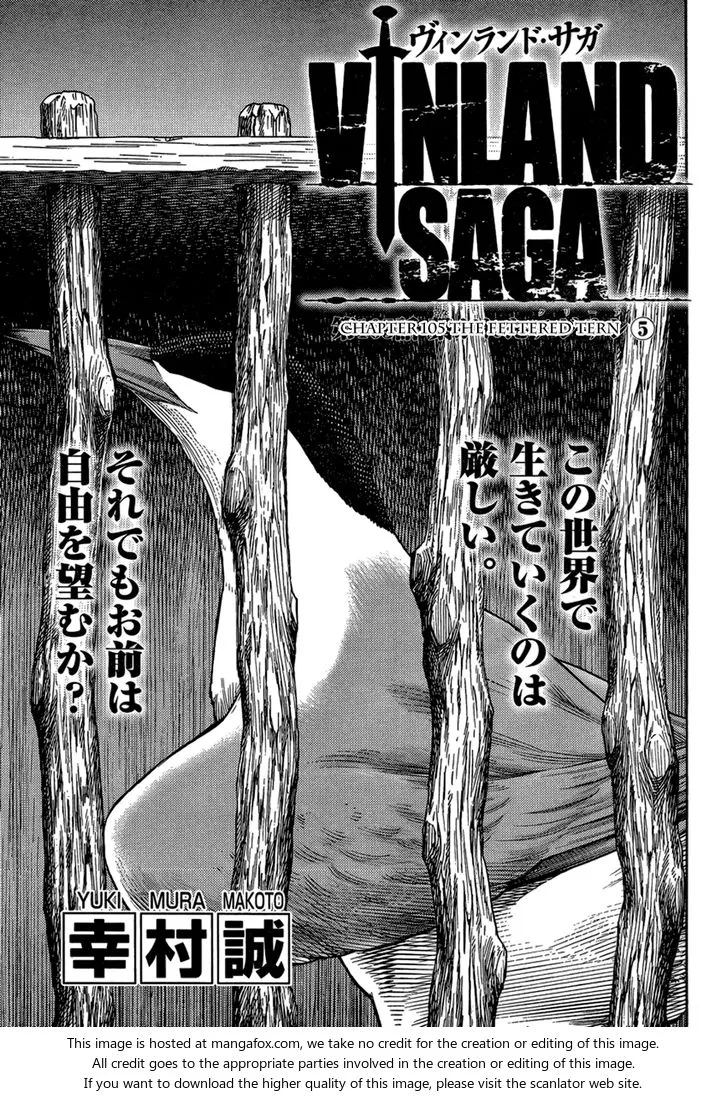 ヴィンランド・サガ
VINLAND
SAGA
CHAPTER 105 THE FETTERED TERN ⑤
この世界で
生きていくのは
厳しい。
それでもお前は
自由を望むか?
YUKI MURA MAKOTO
幸村誠
This image is hosted at mangafox.com, we take no credit for the creation or editing of this image.
All credit goes to the appropriate parties involved in the creation or editing of this image.
If you want to download the higher quality of this image, please visit the scanlator web site.